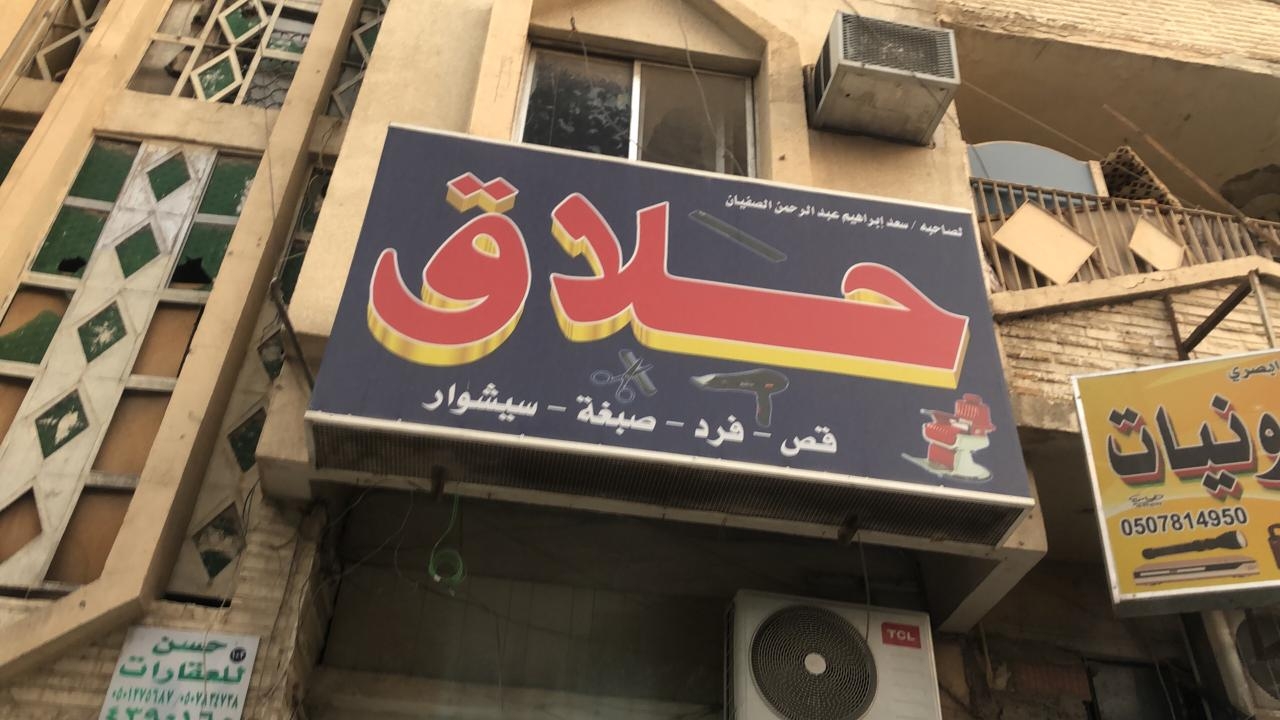 لصاحبه / سعد إبراهيم عبد الرحمن الصفيان
حلاق
قص - فرد - صبغة - سيشوار
ونيات
0507814950
TCL
حسن
للعقارات